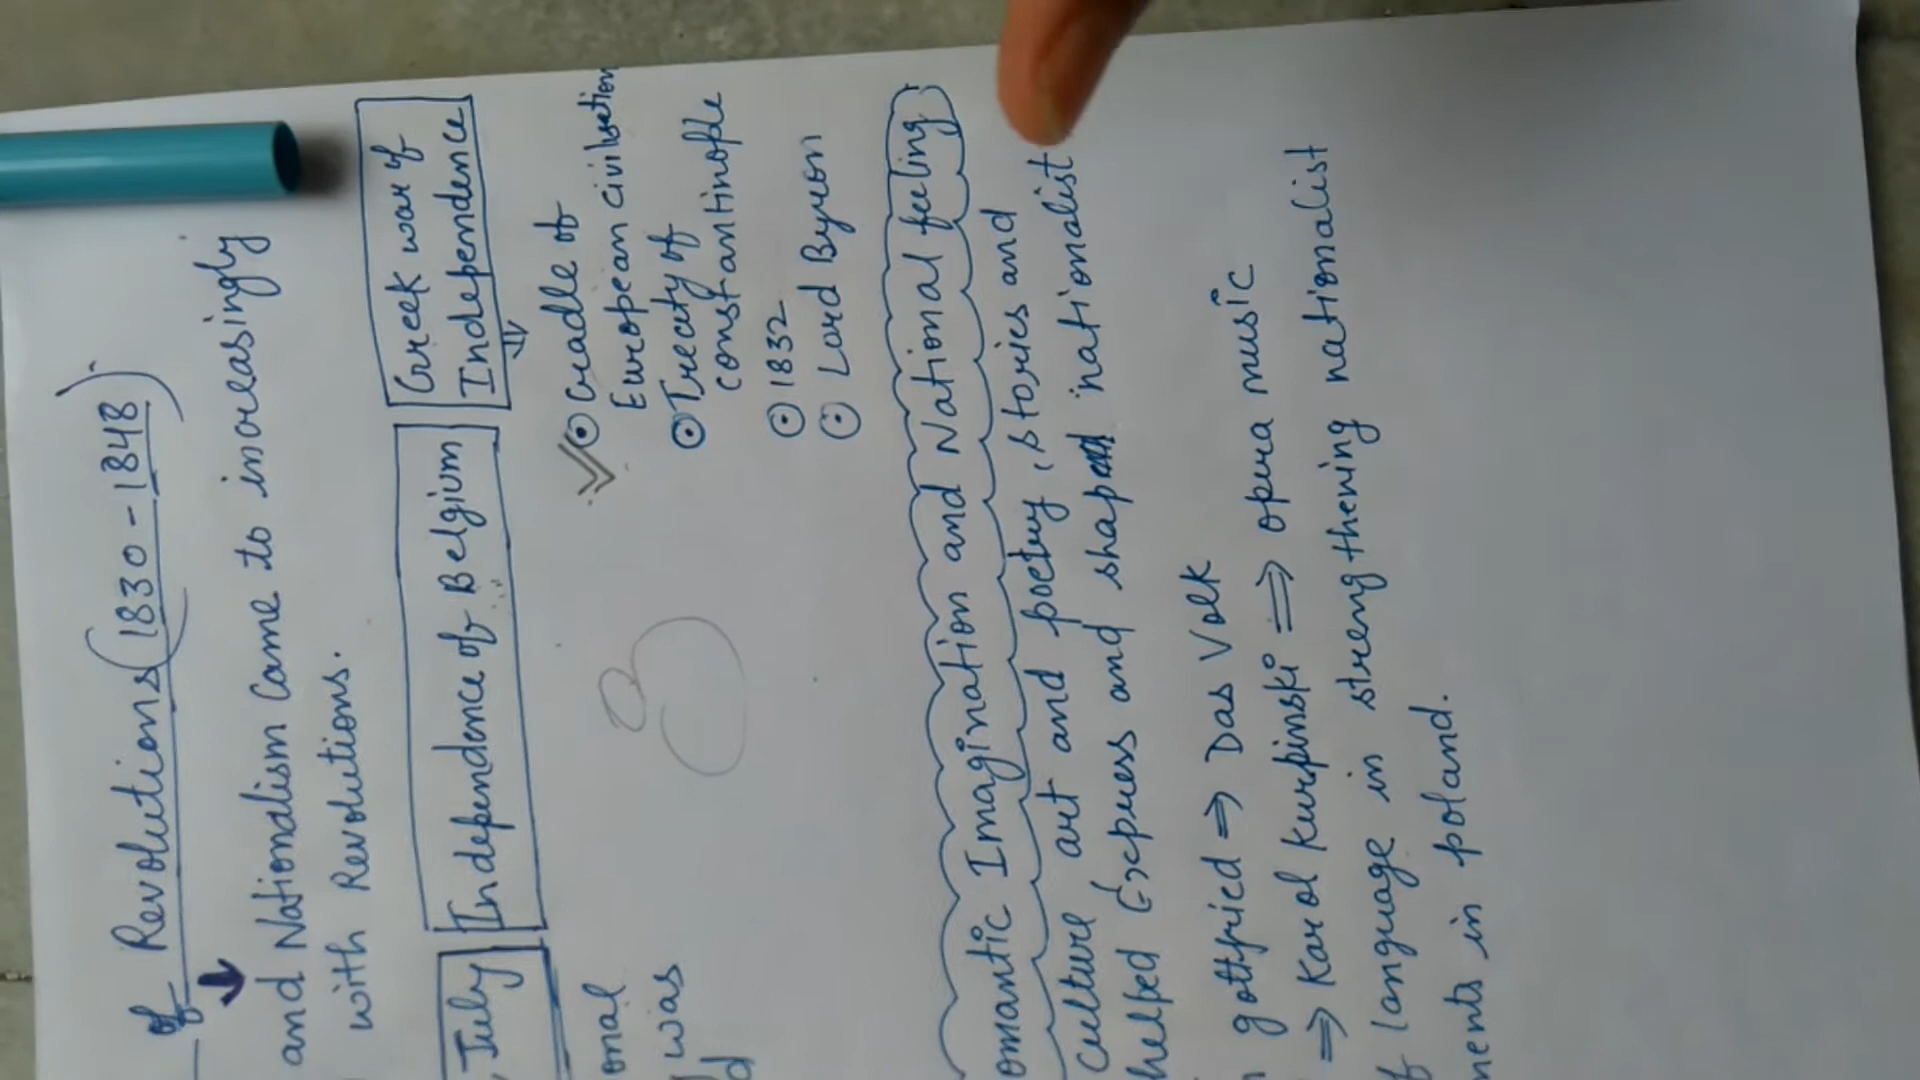 of Revolutions (1830-1848)
and Nationalism Came to increasingly
with Revolutions.
July
Independence of Belgium
Greek war of
Independence
onal
was
Cradle of
European civilisation
Treaty of
constantinople
1832
Lord Byron
omantic Imagination and National feeling
culture art and poetry, stories and
helped Express and shaped nationalist
gottfried ⇒ Das Volk
⇒ Karol Kurpinski ⇒ opera music
f language in strengthening nationalist
ments in poland.